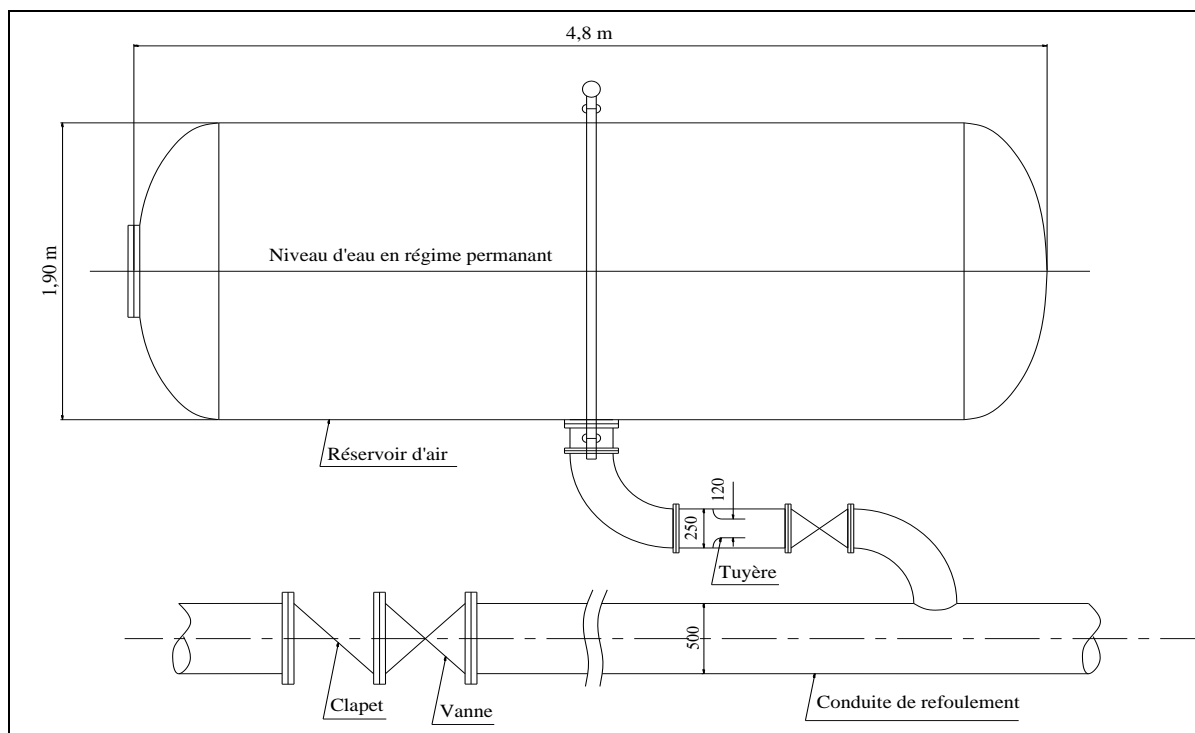 4,8 m
1,90 m
Niveau d'eau en régime permanant
Réservoir d'air
120
250
Tuyère
500
Clapet
Vanne
Conduite de refoulement